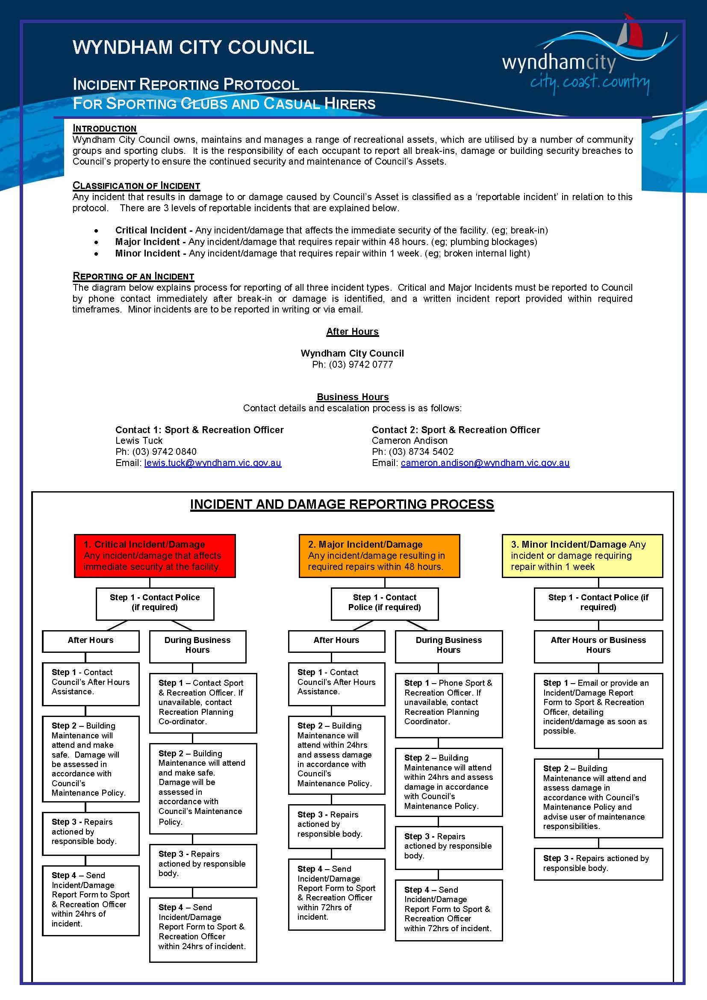 WYNDHAM CITY COUNCIL
wyndhamcity
city.coast.country
INCIDENT REPORTING PROTOCOL
FOR SPORTING CLUBS AND CASUAL HIRERS
INTRODUCTION
Wyndham City Council owns, maintains and manages a range of recreational assets, which are utilised by a number of community
groups and sporting clubs. It is the responsibility of each occupant to report all break-ins, damage or building security breaches to
Council's property to ensure the continued security and maintenance of Council's Assets.
CLASSIFICATION OF INCIDENT
Any incident that results in damage to or damage caused by Council's Asset is classified as a 'reportable incident' in relation to this
protocol. There are 3 levels of reportable incidents that are explained below.
• Critical Incident - Any incident/damage that affects the immediate security of the facility. (eg; break-in)
• Major Incident - Any incident/damage that requires repair within 48 hours. (eg; plumbing blockages)
• Minor Incident - Any incident/damage that requires repair within 1 week. (eg; broken internal light)
REPORTING OF AN INCIDENT
The diagram below explains process for reporting of all three incident types. Critical and Major Incidents must be reported to Council
by phone contact immediately after break-in or damage is identified, and a written incident report provided within required
timeframes. Minor incidents are to be reported in writing or via email.
After Hours
Wyndham City Council
Ph: (03) 9742 0777
Business Hours
Contact details and escalation process is as follows:
Contact 1: Sport & Recreation Officer
Lewis Tuck
Ph: (03) 9742 0840
Email: lewis.tuck@wyndham.vic.gov.au
Contact 2: Sport & Recreation Officer
Cameron Andison
Ph: (03) 8734 5402
Email: cameron.andison@wyndham.vic.gov.au
INCIDENT AND DAMAGE REPORTING PROCESS
1. Critical Incident/Damage
Any incident/damage that affects
immediate security at the facility.
Step 1 - Contact Police
(if required)
After Hours
Step 1 - Contact
Council's After Hours
Assistance.
Step 2 – Building
Maintenance will
attend and make
safe. Damage will
be assessed in
accordance with
Council's
Maintenance Policy.
Step 3 - Repairs
actioned by
responsible body.
Step 4 – Send
Incident/Damage
Report Form to Sport
& Recreation Officer
within 24hrs of
incident.
During Business
Hours
Step 1 – Contact Sport
& Recreation Officer. If
unavailable, contact
Recreation Planning
Co-ordinator.
Step 2 – Building
Maintenance will attend
and make safe.
Damage will be
assessed in
accordance with
Council's Maintenance
Policy.
Step 3 - Repairs
actioned by responsible
body.
Step 4 – Send
Incident/Damage
Report Form to Sport &
Recreation Officer
within 24hrs of incident.
2. Major Incident/Damage
Any incident/damage resulting in
required repairs within 48 hours.
Step 1 - Contact
Police (if required)
After Hours
Step 1 - Contact
Council's After Hours
Assistance.
Step 2 – Building
Maintenance will
attend within 24hrs
and assess damage
in accordance with
Council's
Maintenance Policy.
Step 3 - Repairs
actioned by
responsible body.
Step 4 – Send
Incident/Damage
Report Form to Sport
& Recreation Officer
within 72hrs of
incident.
During Business
Hours
Step 1 – Phone Sport &
Recreation Officer. If
unavailable, contact
Recreation Planning
Coordinator.
Step 2 – Building
Maintenance will attend
within 24hrs and assess
damage in accordance
with Council's
Maintenance Policy.
Step 3 - Repairs
actioned by responsible
body.
Step 4 – Send
Incident/Damage
Report Form to Sport &
Recreation Officer
within 72hrs of incident.
3. Minor Incident/Damage Any
incident or damage requiring
repair within 1 week
Step 1 - Contact Police (if
required)
After Hours or Business
Hours
Step 1 – Email or provide an
Incident/Damage Report
Form to Sport & Recreation
Officer, detailing
incident/damage as soon as
possible.
Step 2 – Building
Maintenance will attend and
assess damage in
accordance with Council's
Maintenance Policy and
advise user of maintenance
responsibilities.
Step 3 - Repairs actioned by
responsible body.